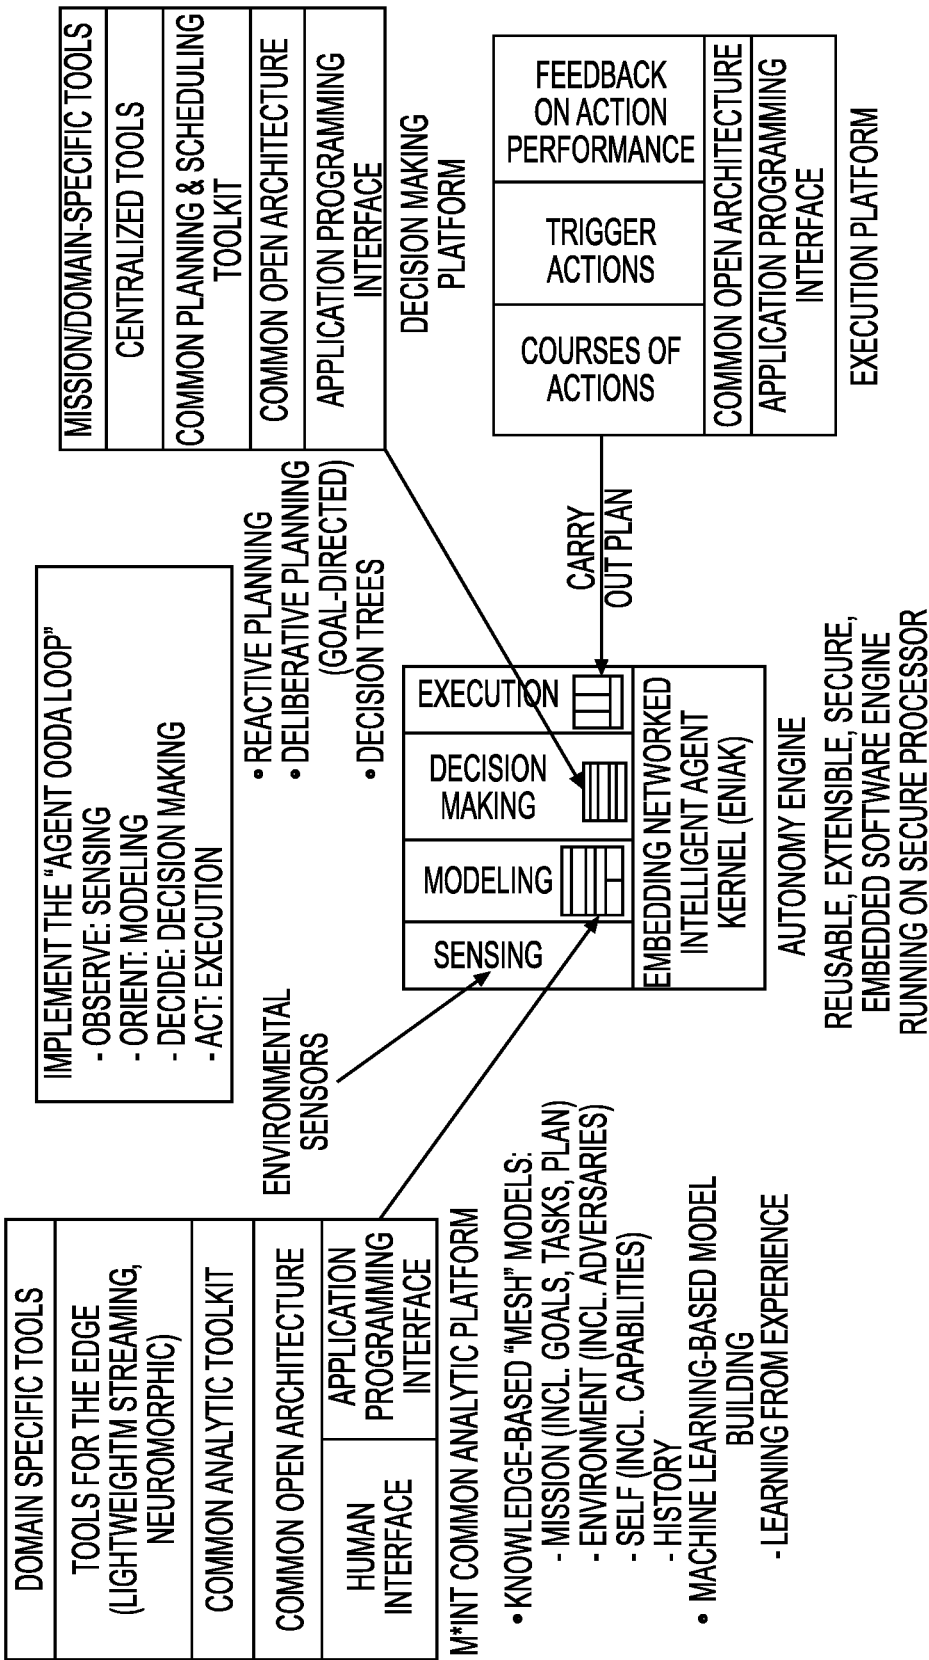 DOMAIN SPECIFIC TOOLS
TOOLS FOR THE EDGE
(LIGHTWEIGHTM STREAMING,
NEUROMORPHIC)
COMMON ANALYTIC TOOLKIT
COMMON OPEN ARCHITECTURE
HUMAN
INTERFACE
APPLICATION
PROGRAMMING
INTERFACE
M*INT COMMON ANALYTIC PLATFORM
• KNOWLEDGE-BASED "MESH" MODELS:
- MISSION (INCL. GOALS, TASKS, PLAN)
- ENVIRONMENT (INCL. ADVERSARIES)
- SELF (INCL. CAPABILITIES)
- HISTORY
• MACHINE LEARNING-BASED MODEL
BUILDING
- LEARNING FROM EXPERIENCE
IMPLEMENT THE "AGENT OODA LOOP"
- OBSERVE: SENSING
- ORIENT: MODELING
- DECIDE: DECISION MAKING
- ACT: EXECUTION
ENVIRONMENTAL
SENSORS
SENSING
MODELING
DECISION
MAKING
EXECUTION
EMBEDDING NETWORKED
INTELLIGENT AGENT
KERNEL (ENIAK)
AUTONOMY ENGINE
REUSABLE, EXTENSIBLE, SECURE,
EMBEDDED SOFTWARE ENGINE
RUNNING ON SECURE PROCESSOR
• REACTIVE PLANNING
• DELIBERATIVE PLANNING
(GOAL-DIRECTED)
• DECISION TREES
CARRY
OUT PLAN
MISSION/DOMAIN-SPECIFIC TOOLS
CENTRALIZED TOOLS
COMMON PLANNING & SCHEDULING
TOOLKIT
COMMON OPEN ARCHITECTURE
APPLICATION PROGRAMMING
INTERFACE
DECISION MAKING
PLATFORM
COURSES OF
ACTIONS
TRIGGER
ACTIONS
FEEDBACK
ON ACTION
PERFORMANCE
COMMON OPEN ARCHITECTURE
APPLICATION PROGRAMMING
INTERFACE
EXECUTION PLATFORM